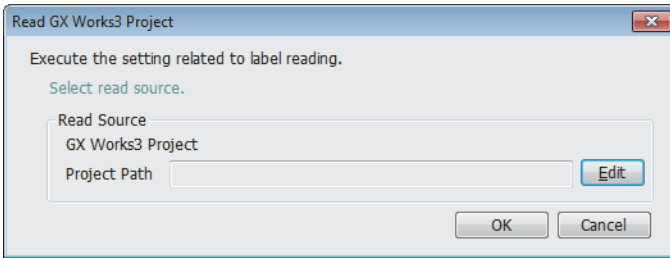 Read GX Works3 Project
Execute the setting related to label reading.
Select read source.
Read Source
GX Works3 Project
Project Path
Edit
OK Cancel